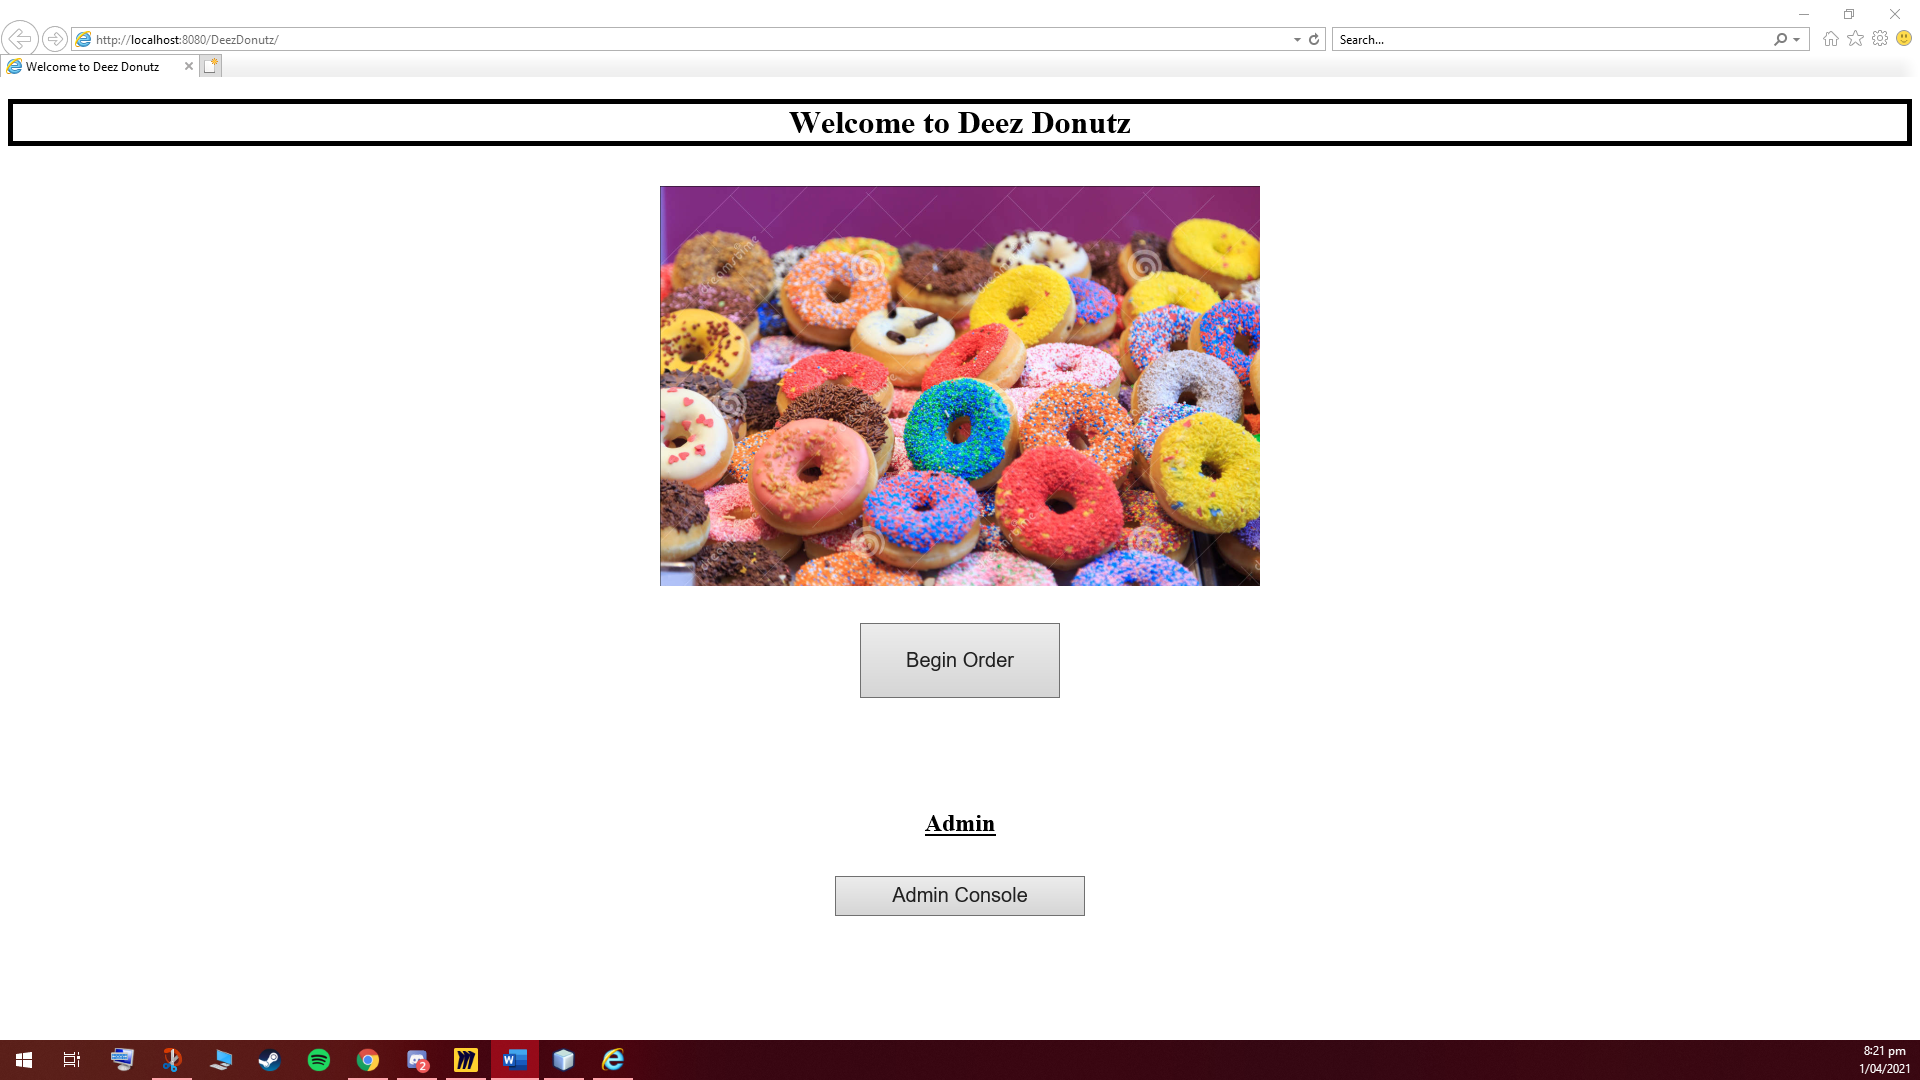 http://localhost:8080/DeezDonutz/
Search...
Welcome to Deez Donutz
Welcome to Deez Donutz
Begin Order
Admin
Admin Console
2
W
8:21 pm
1/04/2021